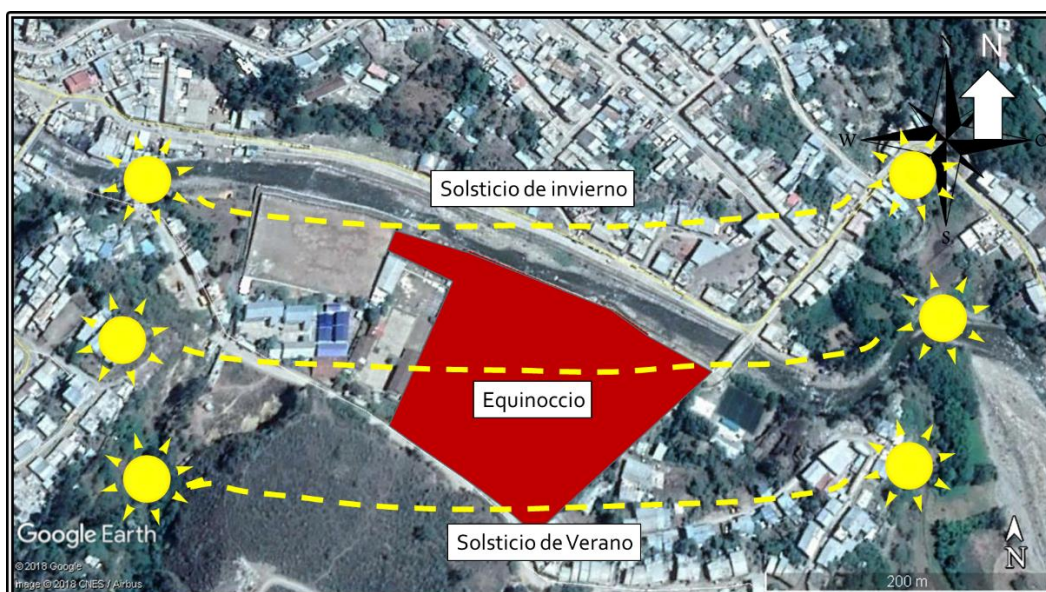 N
W
O
S
Solsticio de invierno
Equinoccio
Solsticio de Verano
Google Earth
© 2018 Google
Image © 2018 CNES / Airbus
N
200 m